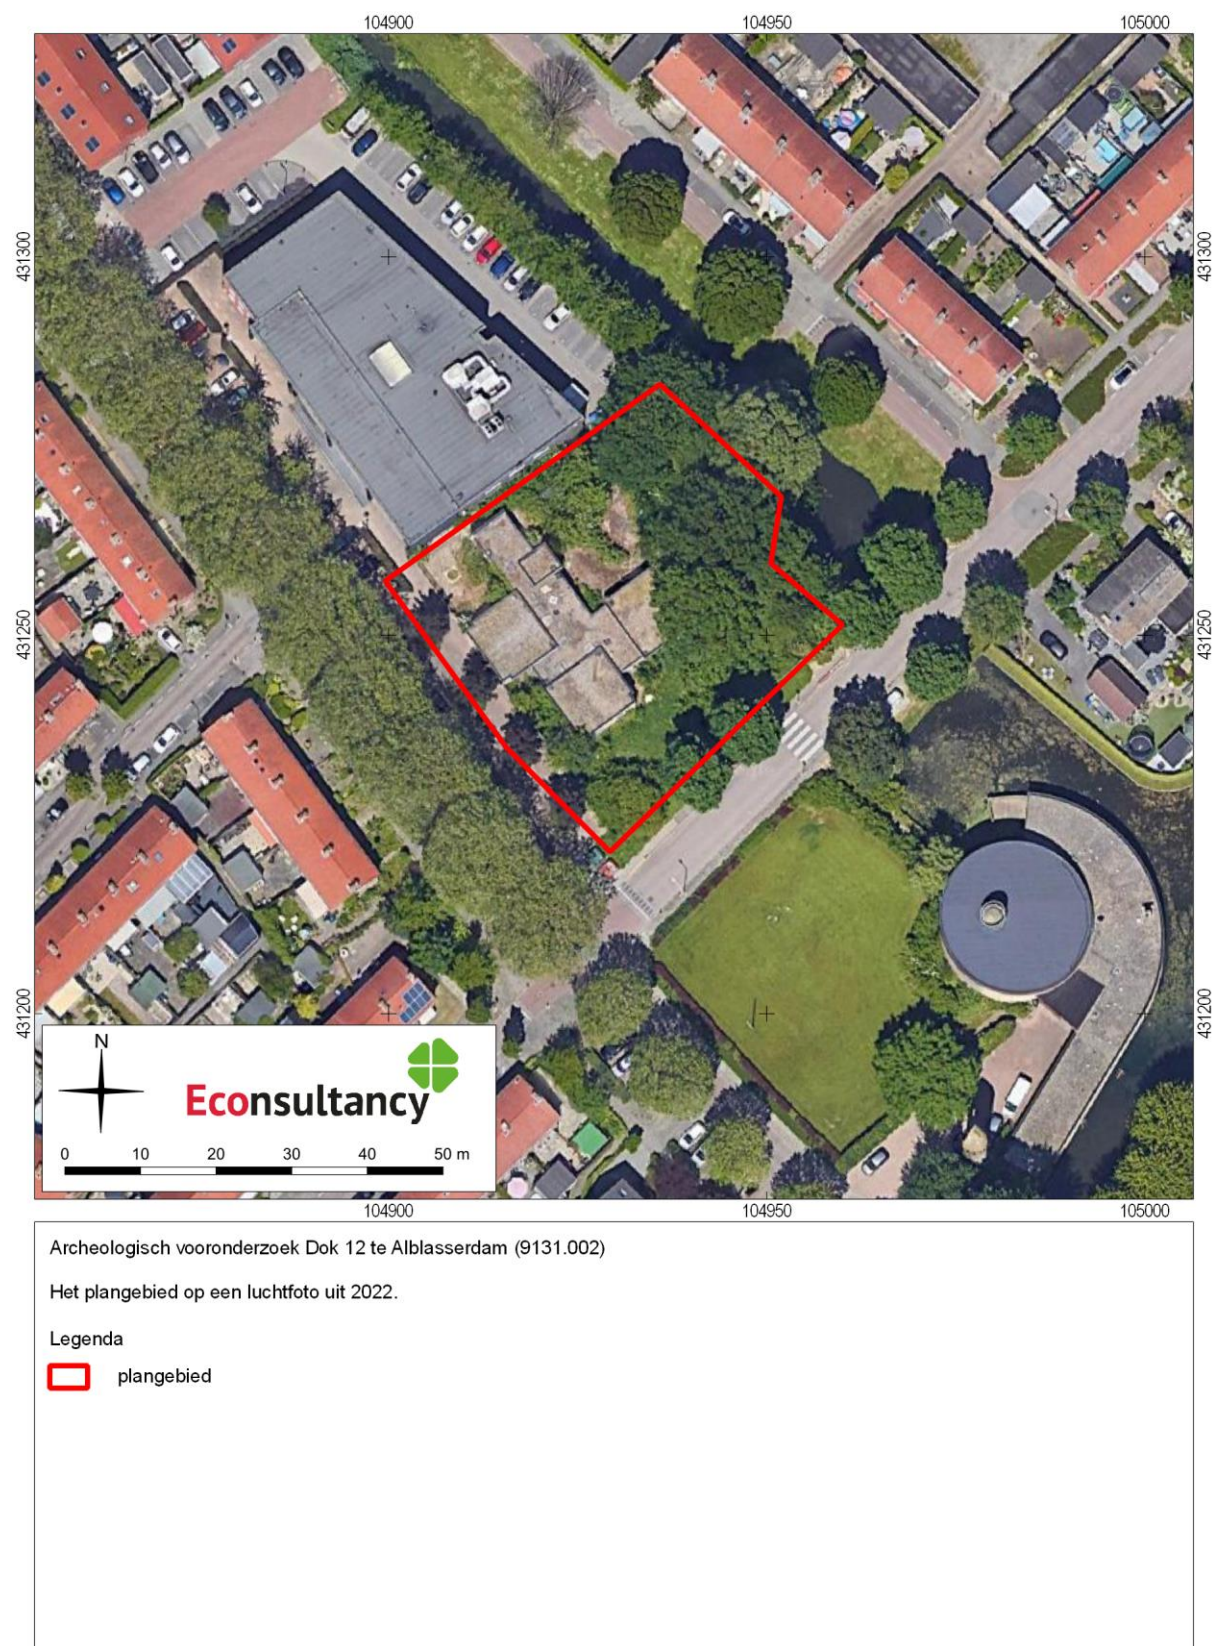 104900 104950 105000
431300 431300
431250 431250
431200 431200
N
Econsultancy
0 10 20 30 40 50 m
104900 104950 105000
Archeologisch vooronderzoek Dok 12 te Alblasserdam (9131.002)
Het plangebied op een luchtfoto uit 2022.
Legenda
plangebied